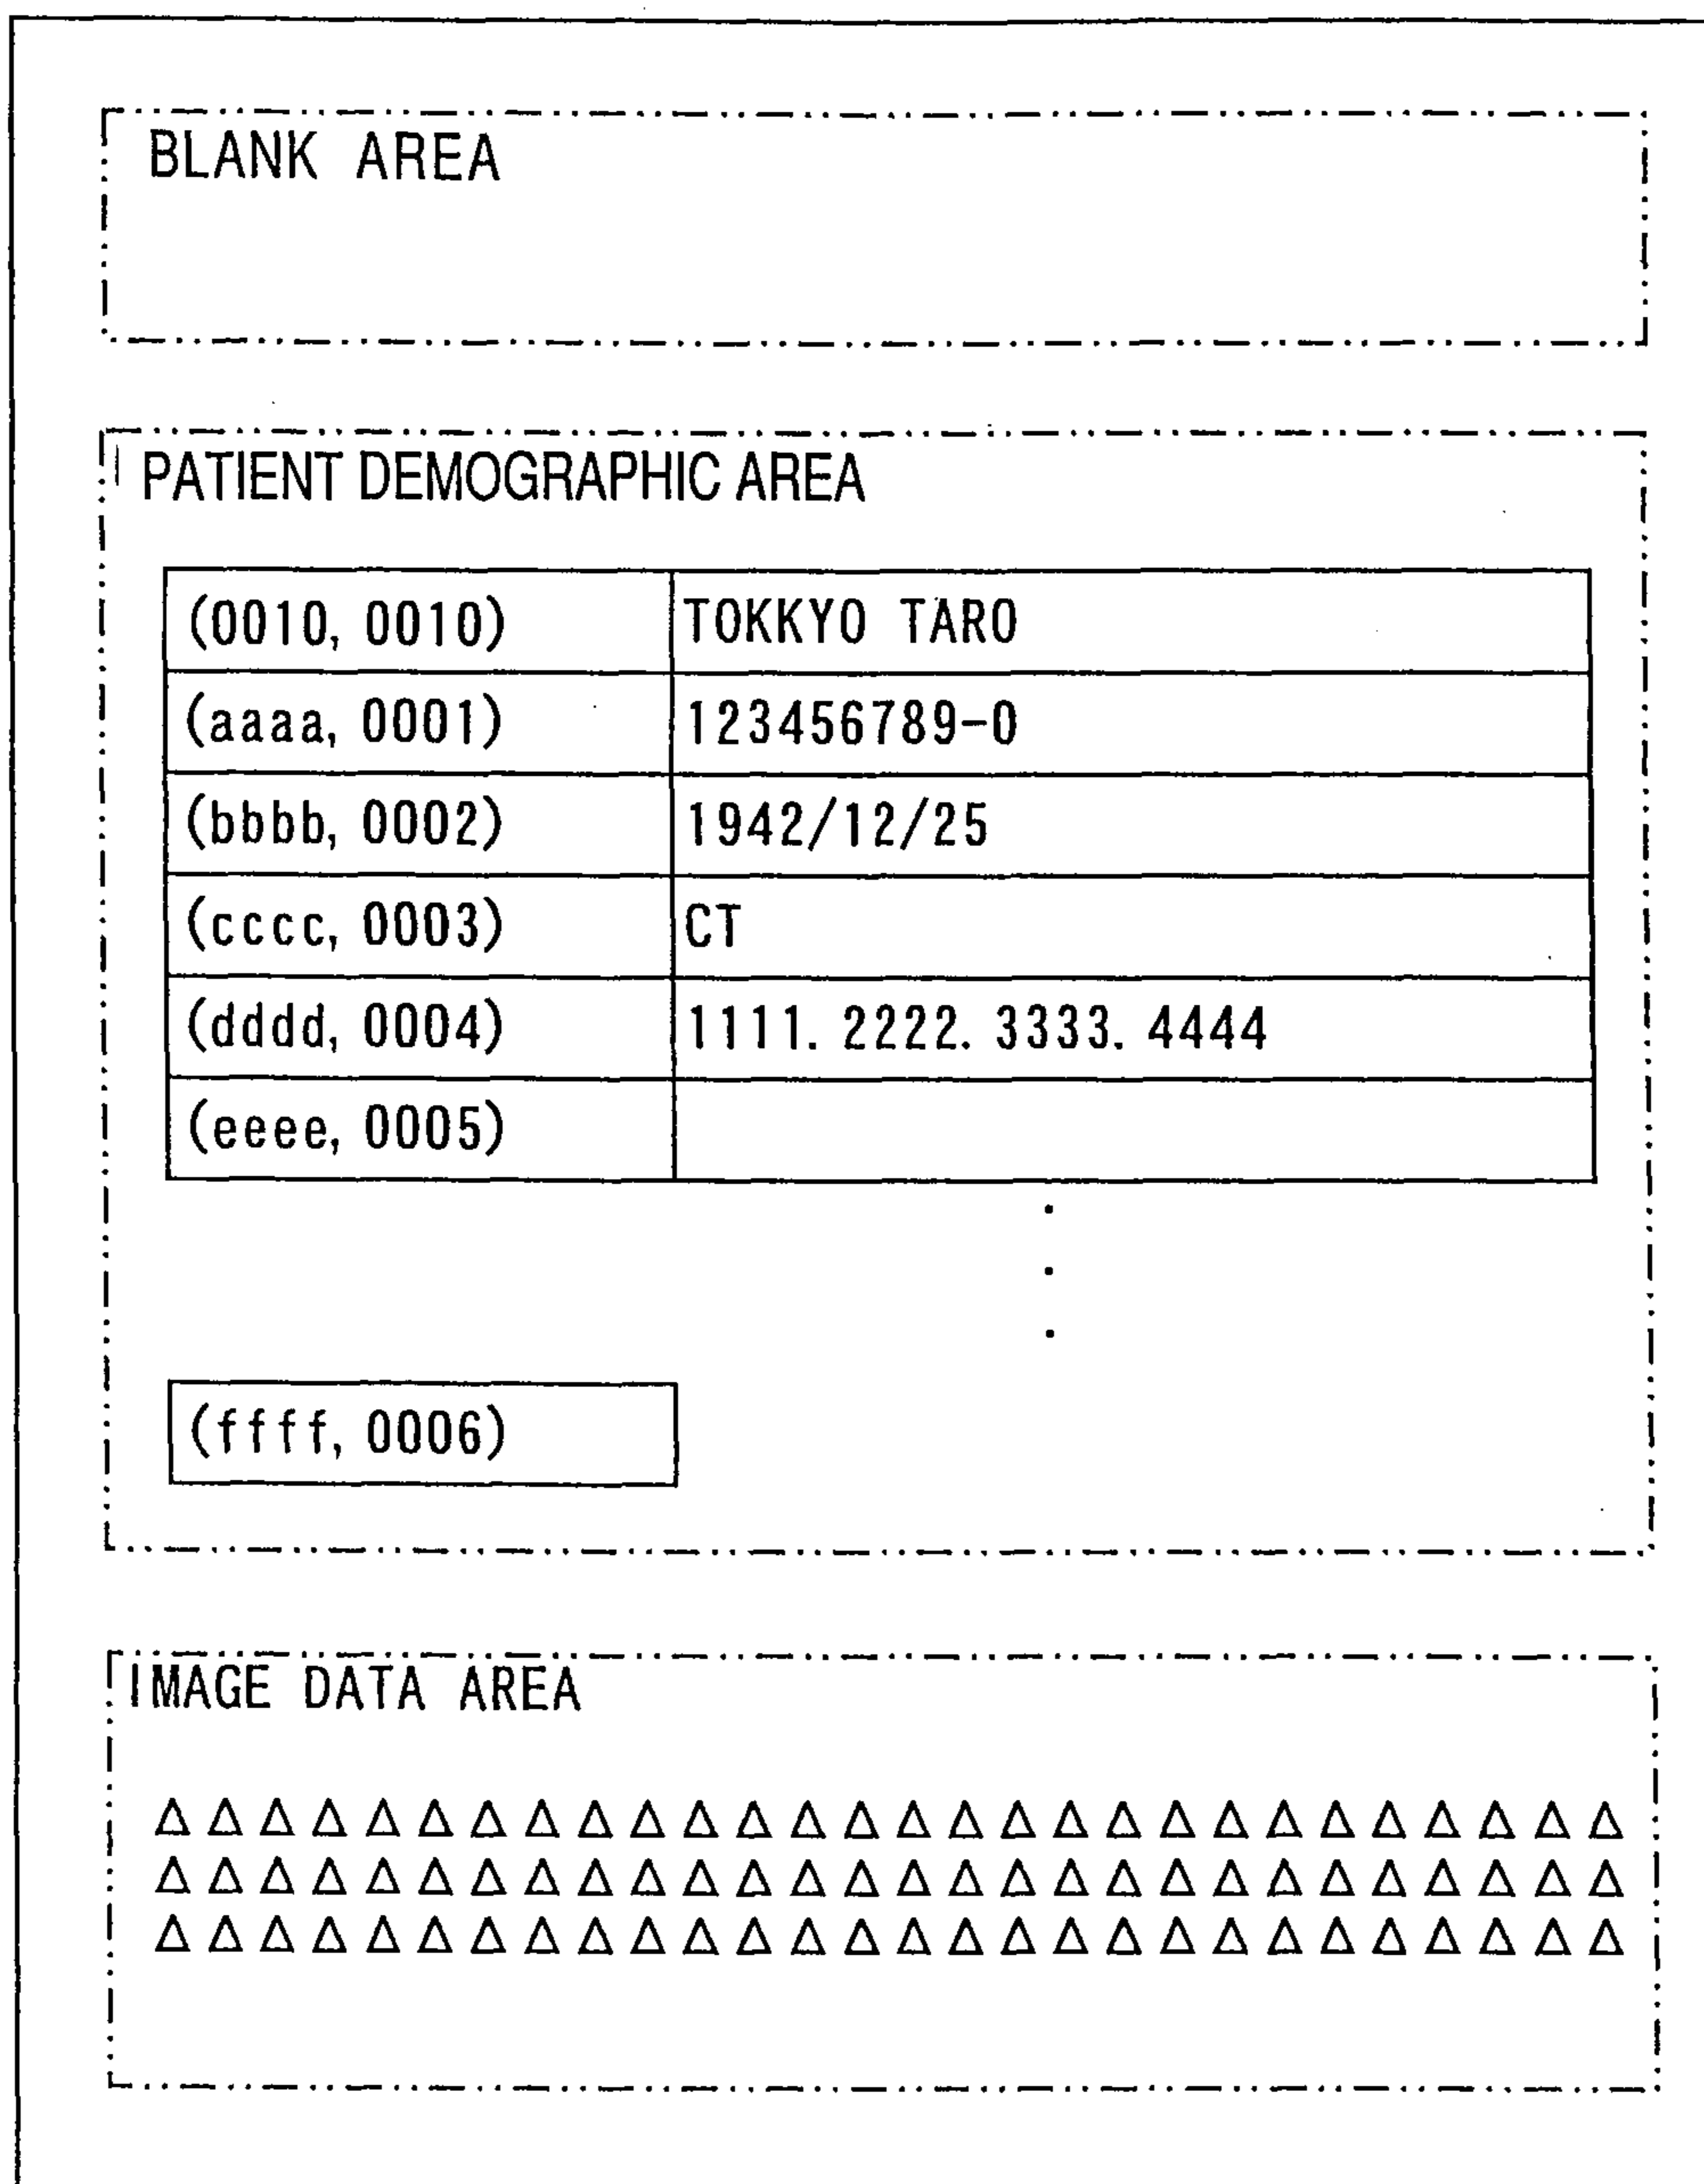 BLANK AREA
PATIENT DEMOGRAPHIC AREA
(0010, 0010) TOKKYO TARO
(aaaa, 0001) 123456789-0
(bbbb, 0002) 1942/12/25
(cccc, 0003) CT
(dddd, 0004) 1111. 2222. 3333. 4444
(eeee, 0005)
(ffff, 0006)
IMAGE DATA AREA
△△△△△△△△△△△△△△△△△△△△△△△△△△△△
△△△△△△△△△△△△△△△△△△△△△△△△△△△△
△△△△△△△△△△△△△△△△△△△△△△△△△△△△